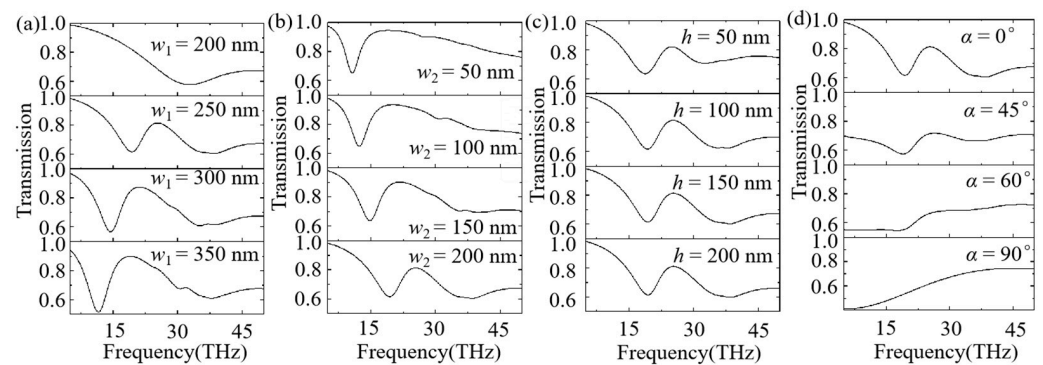 (a)
1.0
w₁ = 200 nm
0.8
0.6
1.0
w₁ = 250 nm
0.8
0.6
1.0
w₁ = 300 nm
0.8
0.6
1.0
w₁ = 350 nm
0.8
0.6
15 30 45
Frequency(THz)
Transmission
(b)
1.0
0.8
w₂ = 50 nm
0.6
1.0
0.8
w₂ = 100 nm
0.6
1.0
0.8
w₂ = 150 nm
0.6
1.0
w₂ = 200 nm
0.8
0.6
15 30 45
Frequency(THz)
Transmission
(c)
1.0
h = 50 nm
0.8
0.6
1.0
h = 100 nm
0.8
0.6
1.0
h = 150 nm
0.8
0.6
1.0
h = 200 nm
0.8
0.6
15 30 45
Frequency(THz)
Transmission
(d)
1.0
α = 0°
0.8
0.6
1.0
α = 45°
0.8
0.6
1.0
α = 60°
0.8
0.6
1.0
α = 90°
0.8
0.6
15 30 45
Frequency(THz)
Transmission